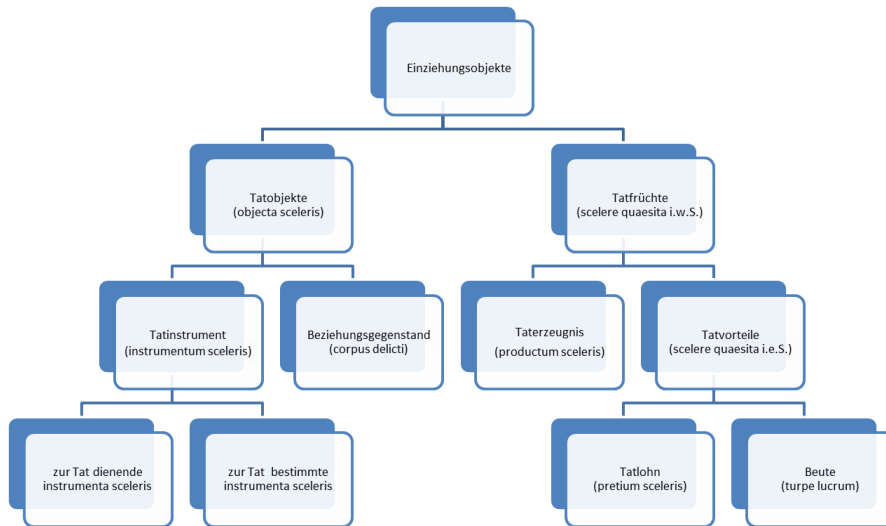 Einziehungsobjekte
Tatobjekte
(objecta sceleris)
Tatfrüchte
(scelere quaesita i.w.S.)
Tatinstrument
(instrumentum sceleris)
Beziehungsgegenstand
(corpus delicti)
Taterzeugnis
(productum sceleris)
Tatvorteile
(scelere quaesita i.e.S.)
zur Tat dienende
instrumenta sceleris
zur Tat bestimmte
instrumenta sceleris
Tatlohn
(pretium sceleris)
Beute
(turpe lucrum)